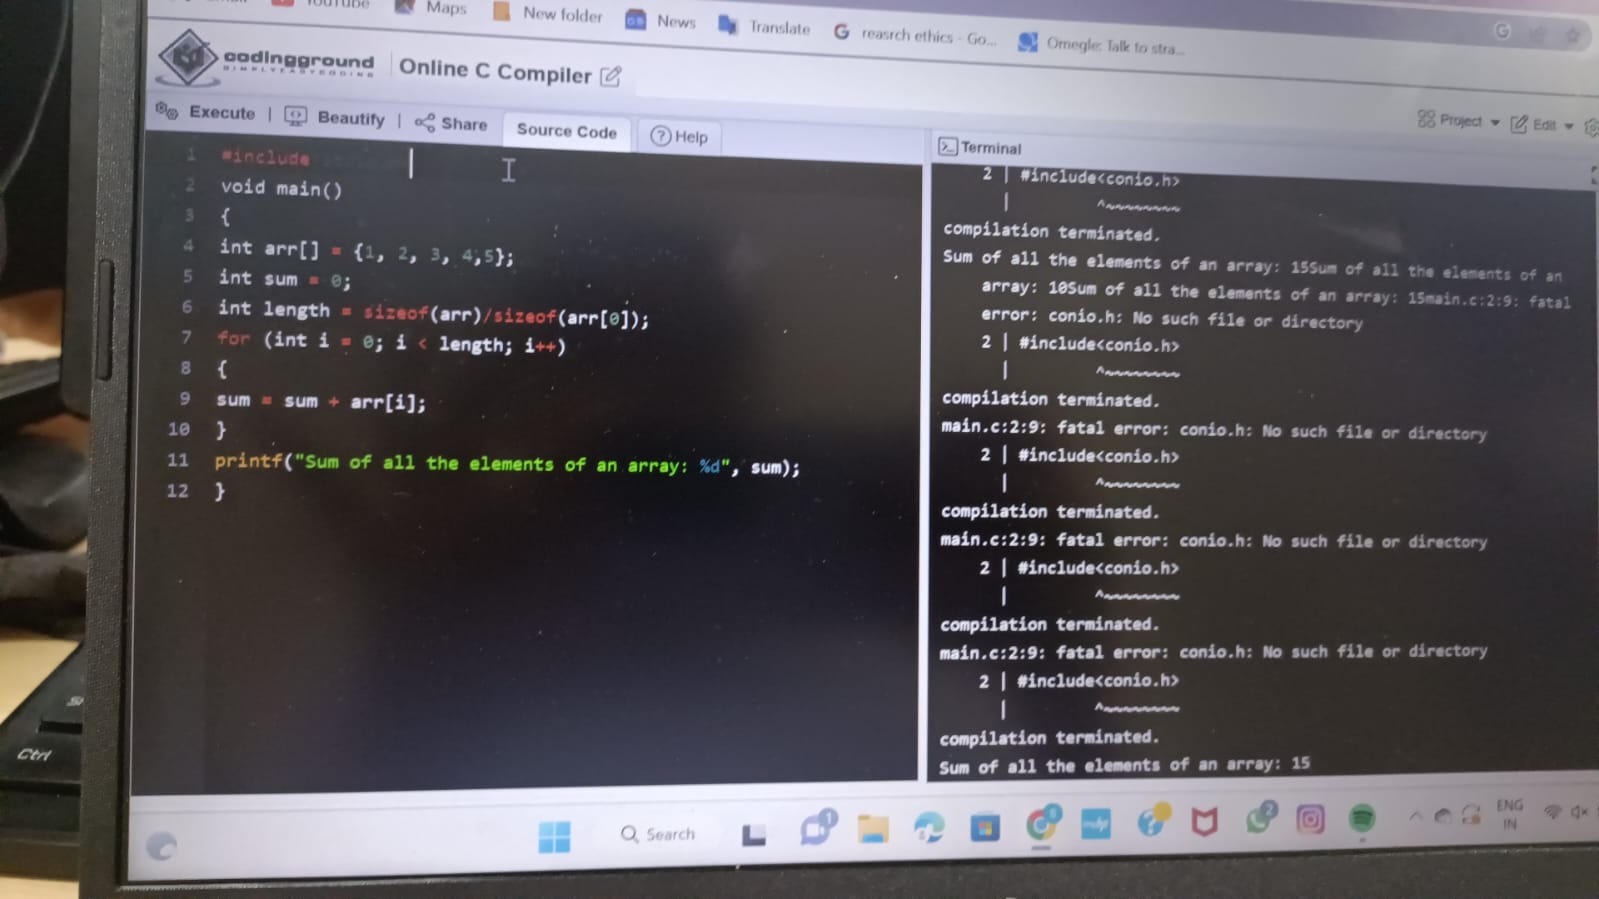 YouTube
Maps
New folder
News
Translate
reasrch ethics - Go...
Omegle: Talk to stra...
codingground
SIMPLYEASYCODING
Online C Compiler
Execute | Beautify | Share
Source Code
Help
Project
Edit
Terminal
1 #include
2 void main()
3 {
4 int arr[] = {1, 2, 3, 4,5};
5 int sum = 0;
6 int length = sizeof(arr)/sizeof(arr[0]);
7 for (int i = 0; i < length; i++)
8 {
9 sum = sum + arr[i];
10 }
11 printf("Sum of all the elements of an array: %d", sum);
12 }
2 | #include<conio.h>
| ^~~~~~~~~
compilation terminated.
Sum of all the elements of an array: 15Sum of all the elements of an
array: 10Sum of all the elements of an array: 15main.c:2:9: fatal
error: conio.h: No such file or directory
2 | #include<conio.h>
| ^~~~~~~~~
compilation terminated.
main.c:2:9: fatal error: conio.h: No such file or directory
2 | #include<conio.h>
| ^~~~~~~~~
compilation terminated.
main.c:2:9: fatal error: conio.h: No such file or directory
2 | #include<conio.h>
| ^~~~~~~~~
compilation terminated.
main.c:2:9: fatal error: conio.h: No such file or directory
2 | #include<conio.h>
| ^~~~~~~~~
compilation terminated.
Sum of all the elements of an array: 15
Search
ENG
IN
Ctrl